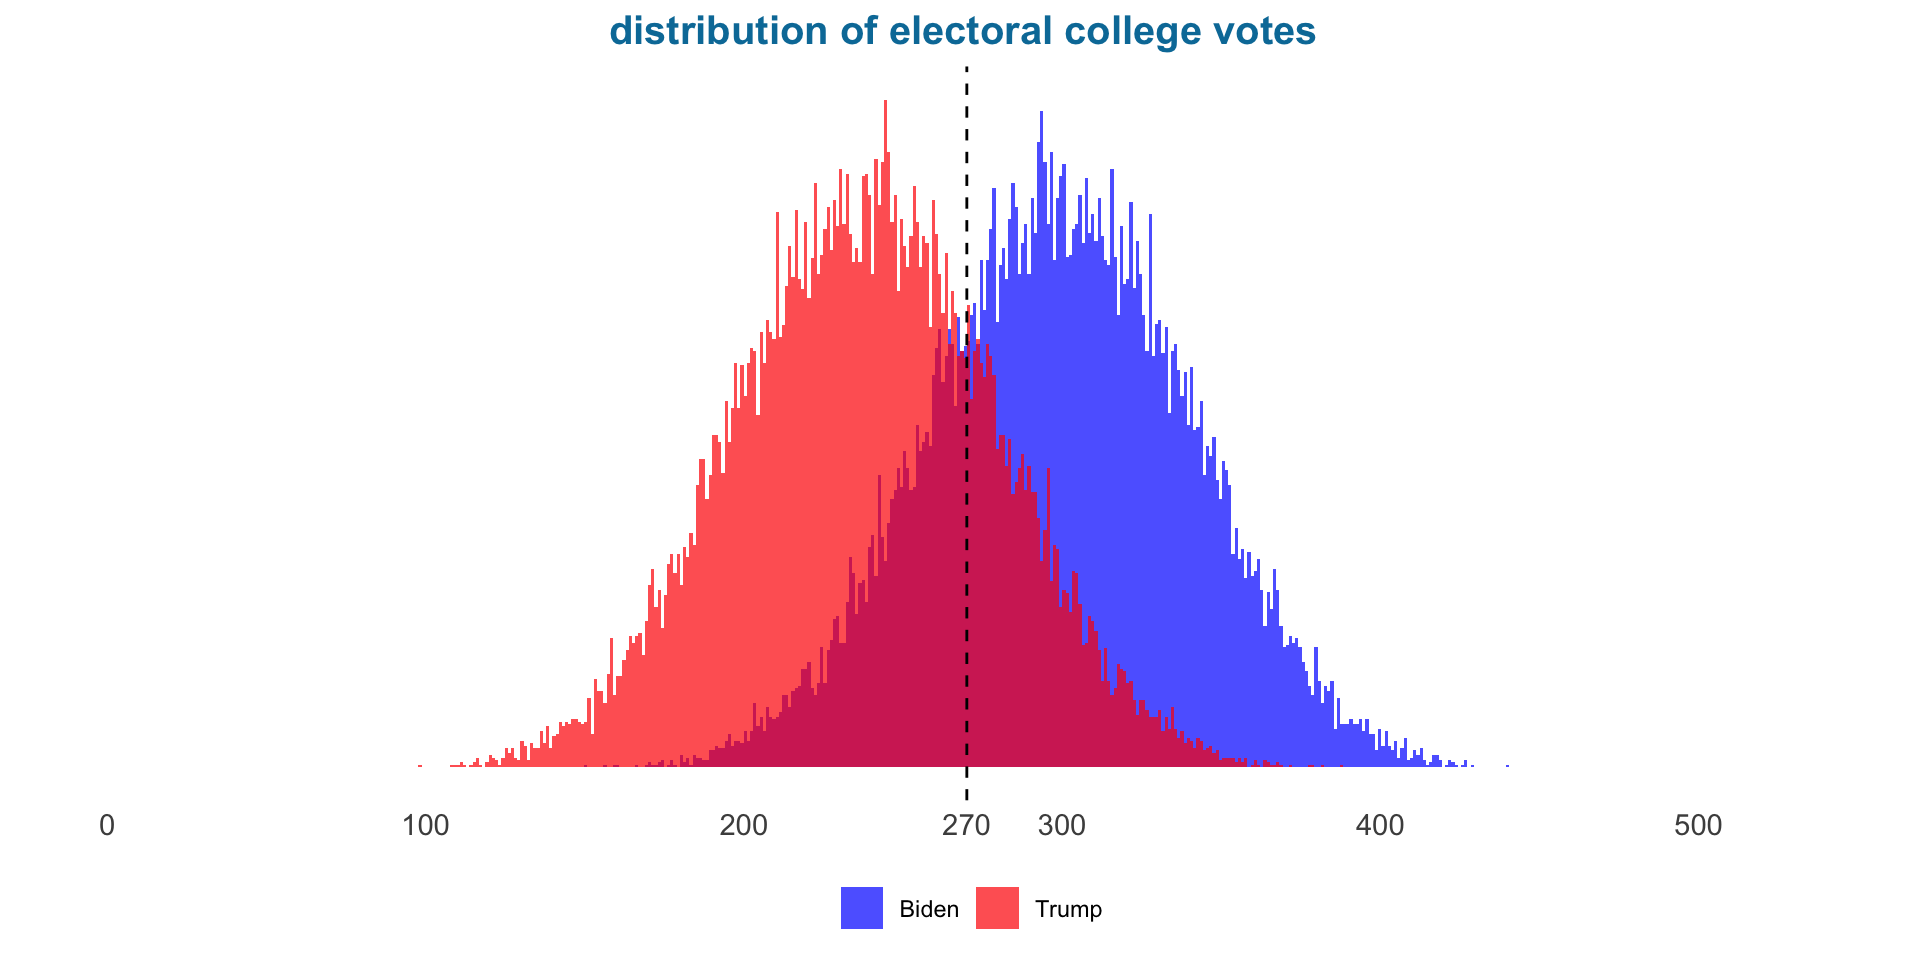 distribution of electoral college votes
0 100 200 270 300 400 500
Biden Trump